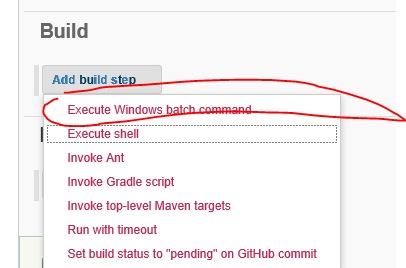 Build
Add build step
Execute Windows batch command
Execute shell
Invoke Ant
Invoke Gradle script
Invoke top-level Maven targets
Run with timeout
Set build status to "pending" on GitHub commit